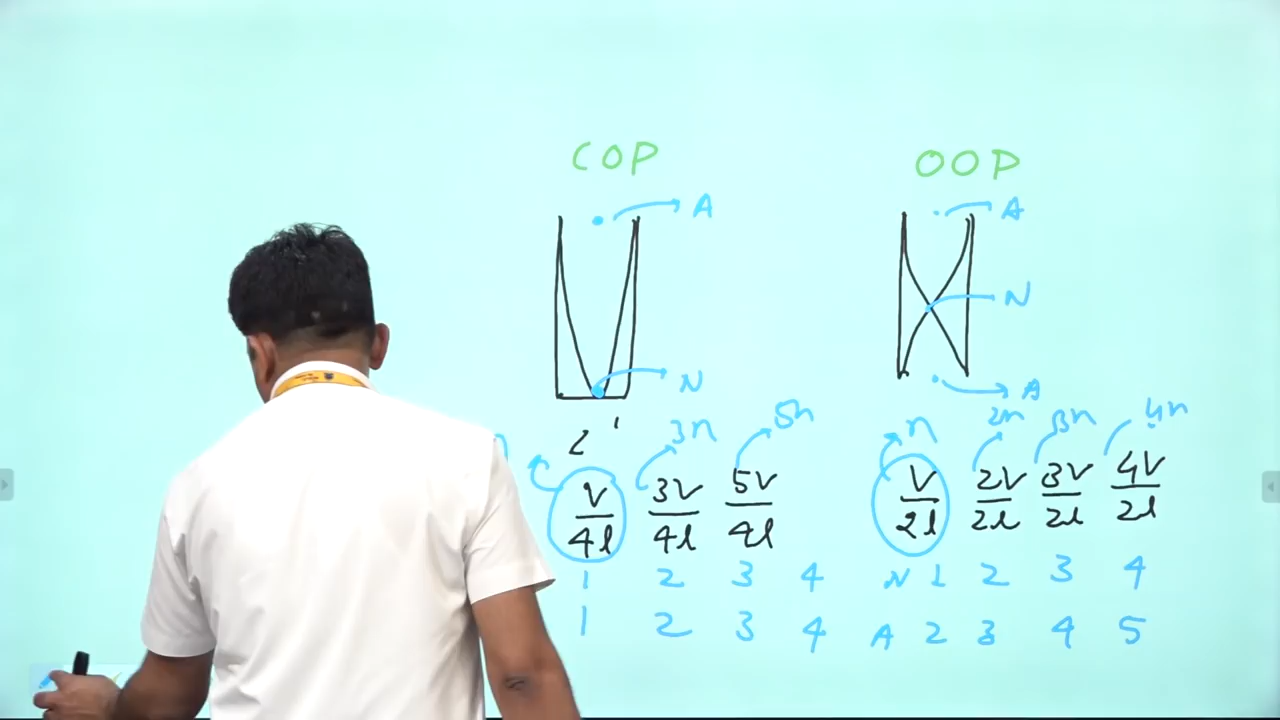 COP
OOP
A
A
N
N
A
3n 5n
n 2n 3n 4n
V/4l 3V/4l 5V/4l
V/2l 2V/2l 3V/2l 4V/2l
1 2 3 4
N 1 2 3 4
1 2 3 4
A 2 3 4 5